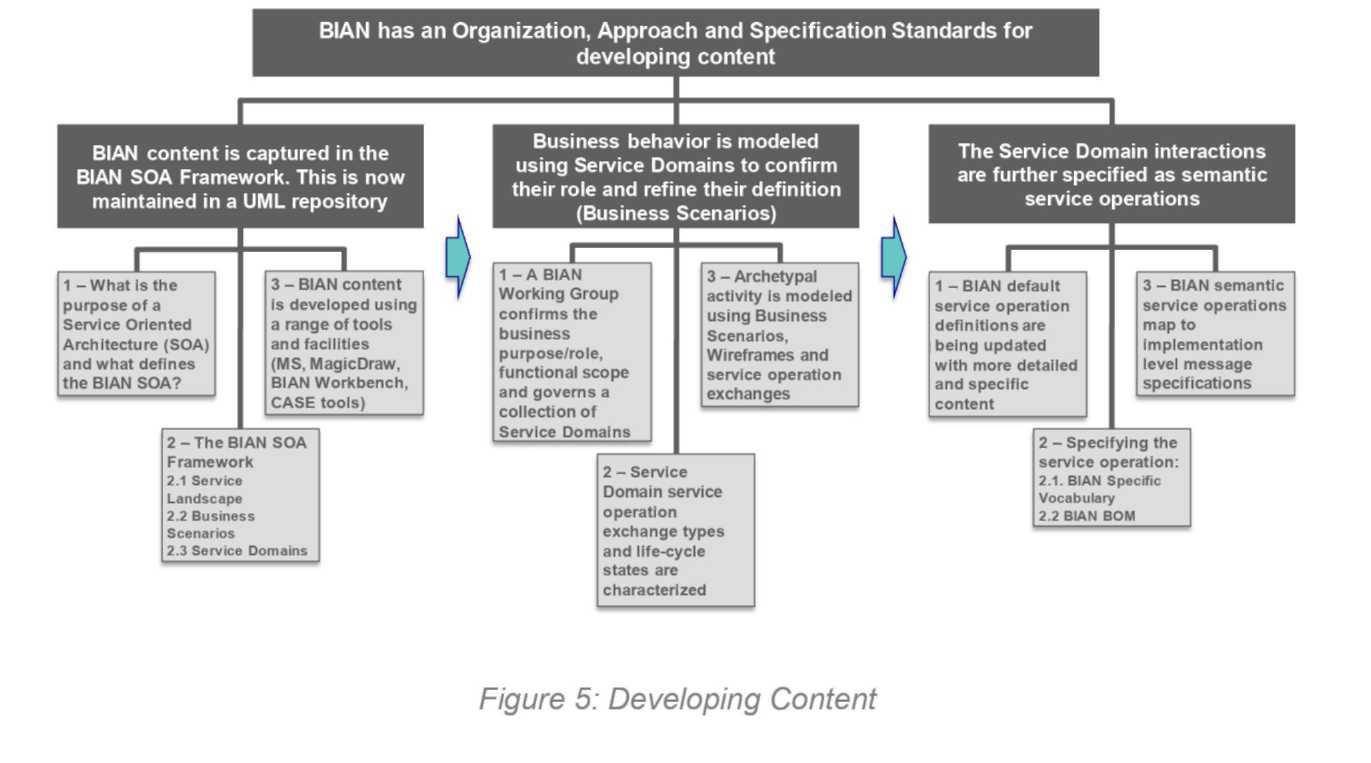 BIAN has an Organization, Approach and Specification Standards for
developing content
BIAN content is captured in the
BIAN SOA Framework. This is now
maintained in a UML repository
1 – What is the
purpose of a
Service Oriented
Architecture (SOA)
and what defines
the BIAN SOA?
3 – BIAN content
is developed using
a range of tools
and facilities
(MS, MagicDraw,
BIAN Workbench,
CASE tools)
2 – The BIAN SOA
Framework
2.1 Service
Landscape
2.2 Business
Scenarios
2.3 Service Domains
Business behavior is modeled
using Service Domains to confirm
their role and refine their definition
(Business Scenarios)
1 – A BIAN
Working Group
confirms the
business
purpose/role,
functional scope
and governs a
collection of
Service Domains
3 – Archetypal
activity is modeled
using Business
Scenarios,
Wireframes and
service operation
exchanges
2 – Service
Domain service
operation
exchange types
and life-cycle
states are
characterized
The Service Domain interactions
are further specified as semantic
service operations
1 – BIAN default
service operation
definitions are
being updated
with more detailed
and specific
content
3 – BIAN semantic
service operations
map to
implementation
level message
specifications
2 – Specifying the
service operation:
2.1. BIAN Specific
Vocabulary
2.2 BIAN BOM
Figure 5: Developing Content